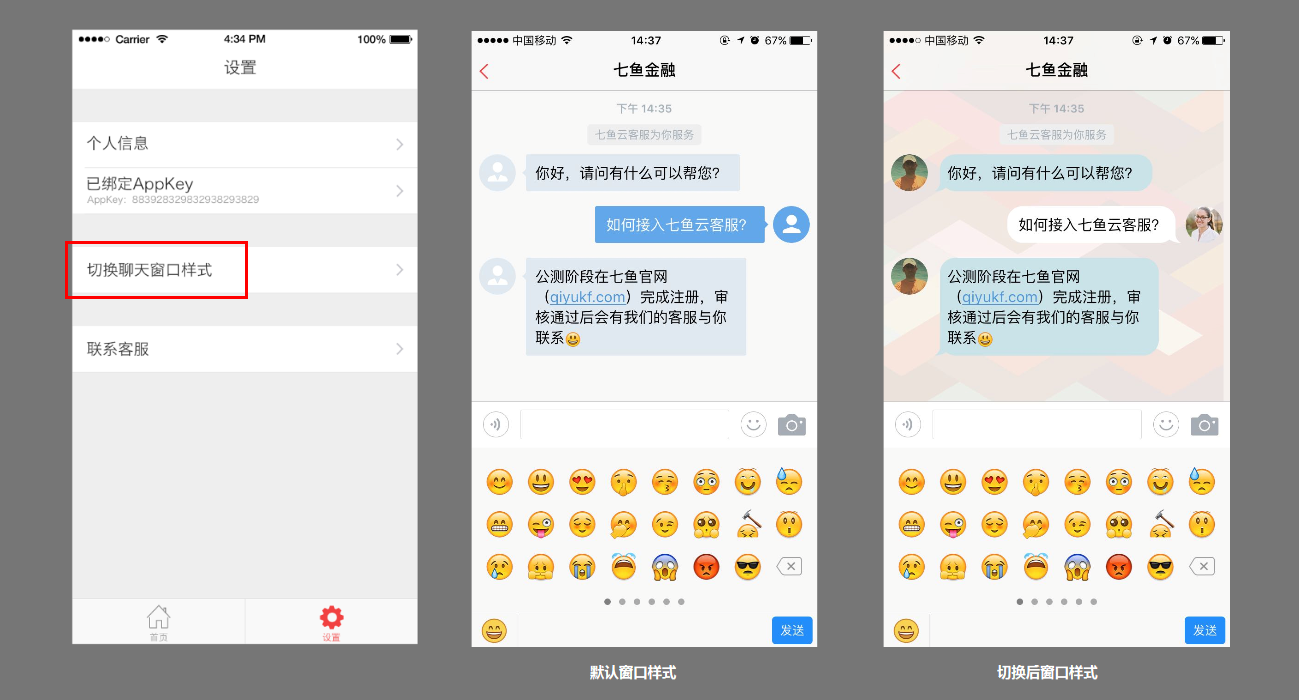 Carrier 4:34 PM 100%
设置
个人信息
已绑定AppKey
AppKey: 883928329832938293829
切换聊天窗口样式
联系客服
首页
设置
中国移动 14:37 67%
七鱼金融
下午 14:35
七鱼云客服为你服务
你好，请问有什么可以帮您?
如何接入七鱼云客服?
公测阶段在七鱼官网
（qiyukf.com）完成注册，审
核通过后会有我们的客服与你
联系😃
发送
默认窗口样式
中国移动 14:37 67%
七鱼金融
下午 14:35
七鱼云客服为你服务
你好，请问有什么可以帮您?
如何接入七鱼云客服?
公测阶段在七鱼官网
（qiyukf.com）完成注册，审
核通过后会有我们的客服与你
联系😃
发送
切换后窗口样式